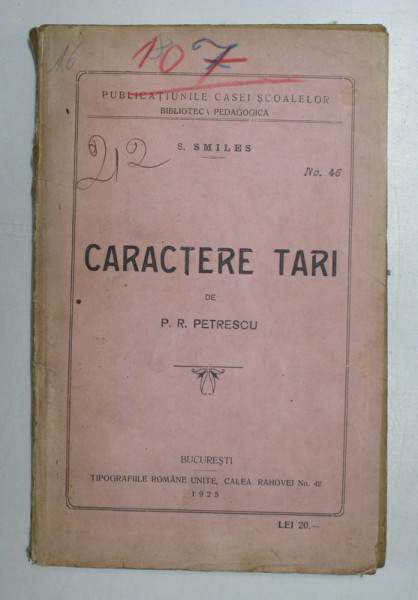 16
107
PUBLICAȚIUNILE CASEI ȘCOALELOR
BIBLIOTECA PEDAGOGICĂ
212
S. SMILES
No. 46
CARACTERE TARI
DE
P. R. PETRESCU
BUCUREȘTI
TIPOGRAFIILE ROMÂNE UNITE, CALEA RAHOVEI No. 42
1925
LEI 20.—